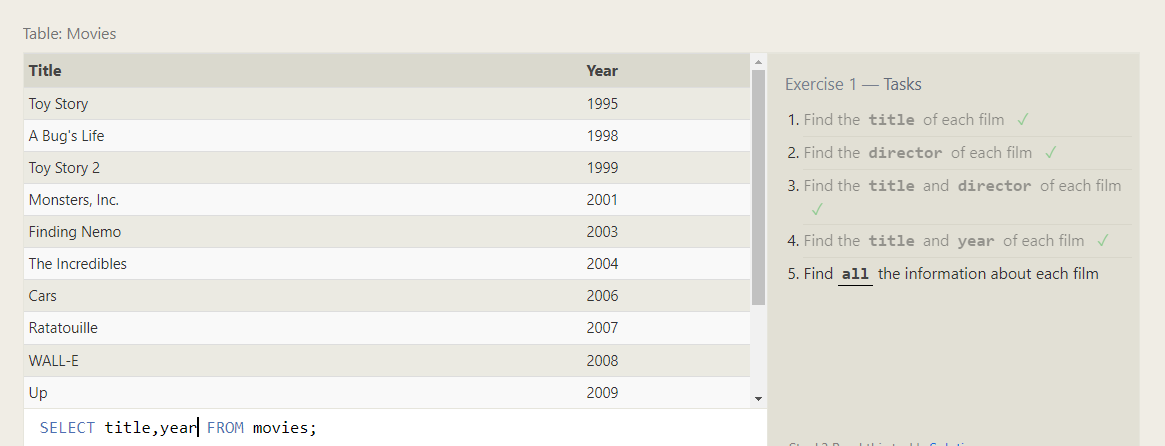 Table: Movies
Title Year
Toy Story 1995
A Bug's Life 1998
Toy Story 2 1999
Monsters, Inc. 2001
Finding Nemo 2003
The Incredibles 2004
Cars 2006
Ratatouille 2007
WALL-E 2008
Up 2009
SELECT title,year FROM movies;
Exercise 1 — Tasks
1. Find the title of each film ✓
2. Find the director of each film ✓
3. Find the title and director of each film
✓
4. Find the title and year of each film ✓
5. Find all the information about each film